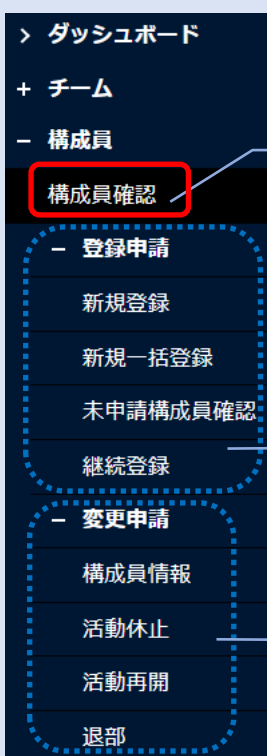 > ダッシュボード
+ チーム
− 構成員
構成員確認
− 登録申請
新規登録
新規一括登録
未申請構成員確認
継続登録
− 変更申請
構成員情報
活動休止
活動再開
退部